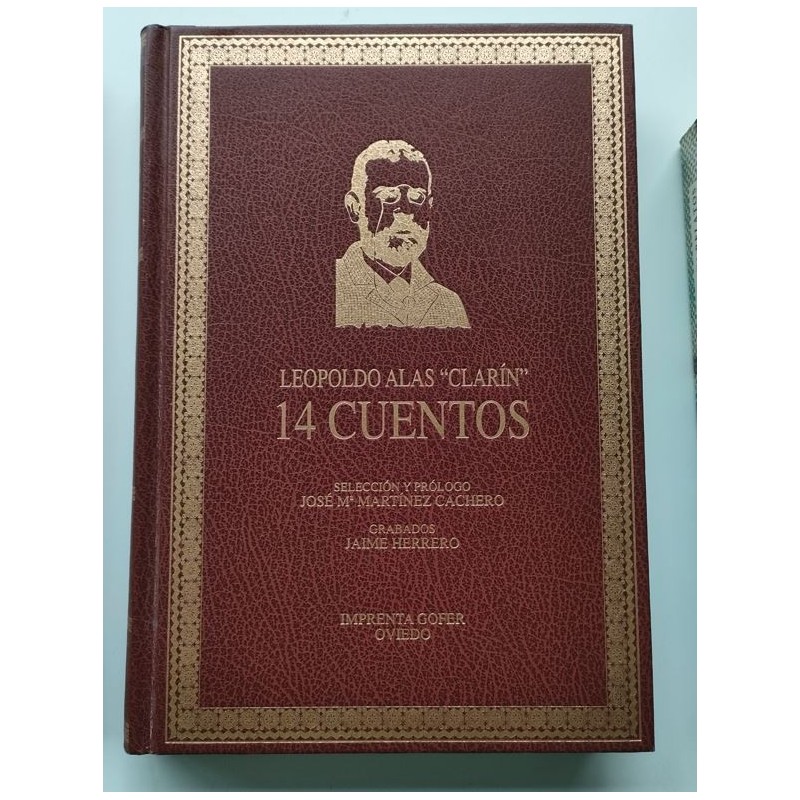 LEOPOLDO ALAS “CLARÍN”
14 CUENTOS
SELECCIÓN Y PRÓLOGO
JOSÉ Mª MARTÍNEZ CACHERO
GRABADOS
JAIME HERRERO
IMPRENTA GOFER
OVIEDO